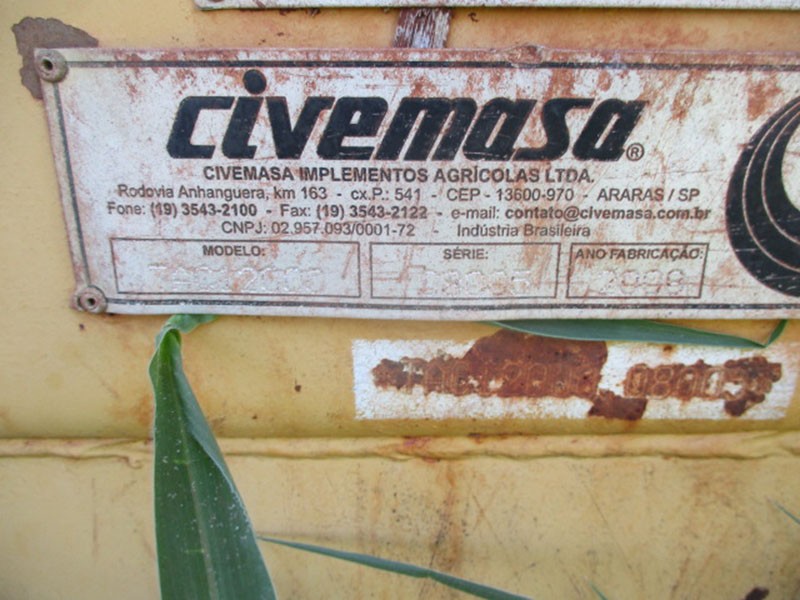 civemasa®
CIVEMASA IMPLEMENTOS AGRÍCOLAS LTDA.
Rodovia Anhanguera, km 163 - cx.P.: 541 - CEP - 13600-970 - ARARAS / SP
Fone: (19) 3543-2100 - Fax: (19) 3543-2122 - e-mail: contato@civemasa.com.br
CNPJ: 02.957.093/0001-72 - Indústria Brasileira
MODELO: SÉRIE: ANO FABRICAÇÃO: